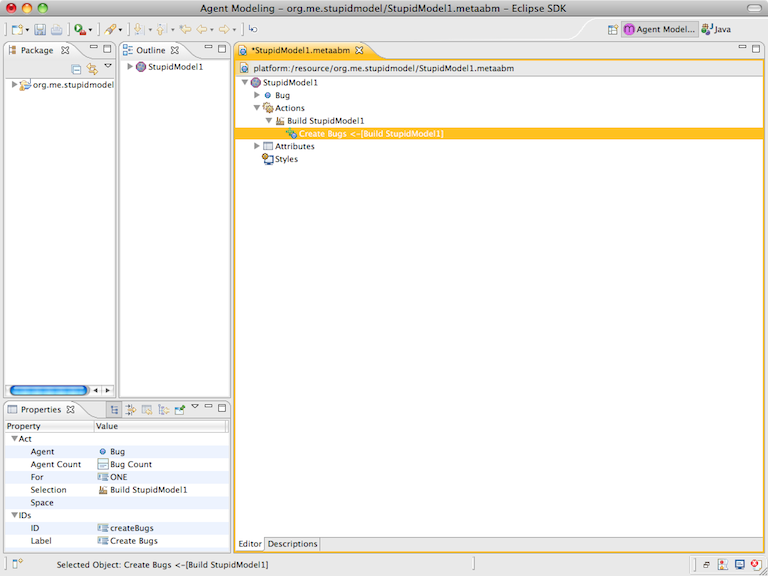 Agent Modeling – org.me.stupidmodel/StupidModel1.metaabm – Eclipse SDK
Agent Model... Java
Package
org.me.stupidmodel
Outline
StupidModel1
*StupidModel1.metaabm
platform:/resource/org.me.stupidmodel/StupidModel1.metaabm
StupidModel1
Bug
Actions
Build StupidModel1
Create Bugs <-[Build StupidModel1]
Attributes
Styles
Properties
Property Value
Act
Agent Bug
Agent Count Bug Count
For ONE
Selection Build StupidModel1
Space
IDs
ID createBugs
Label Create Bugs
Editor Descriptions
Selected Object: Create Bugs <-[Build StupidModel1]